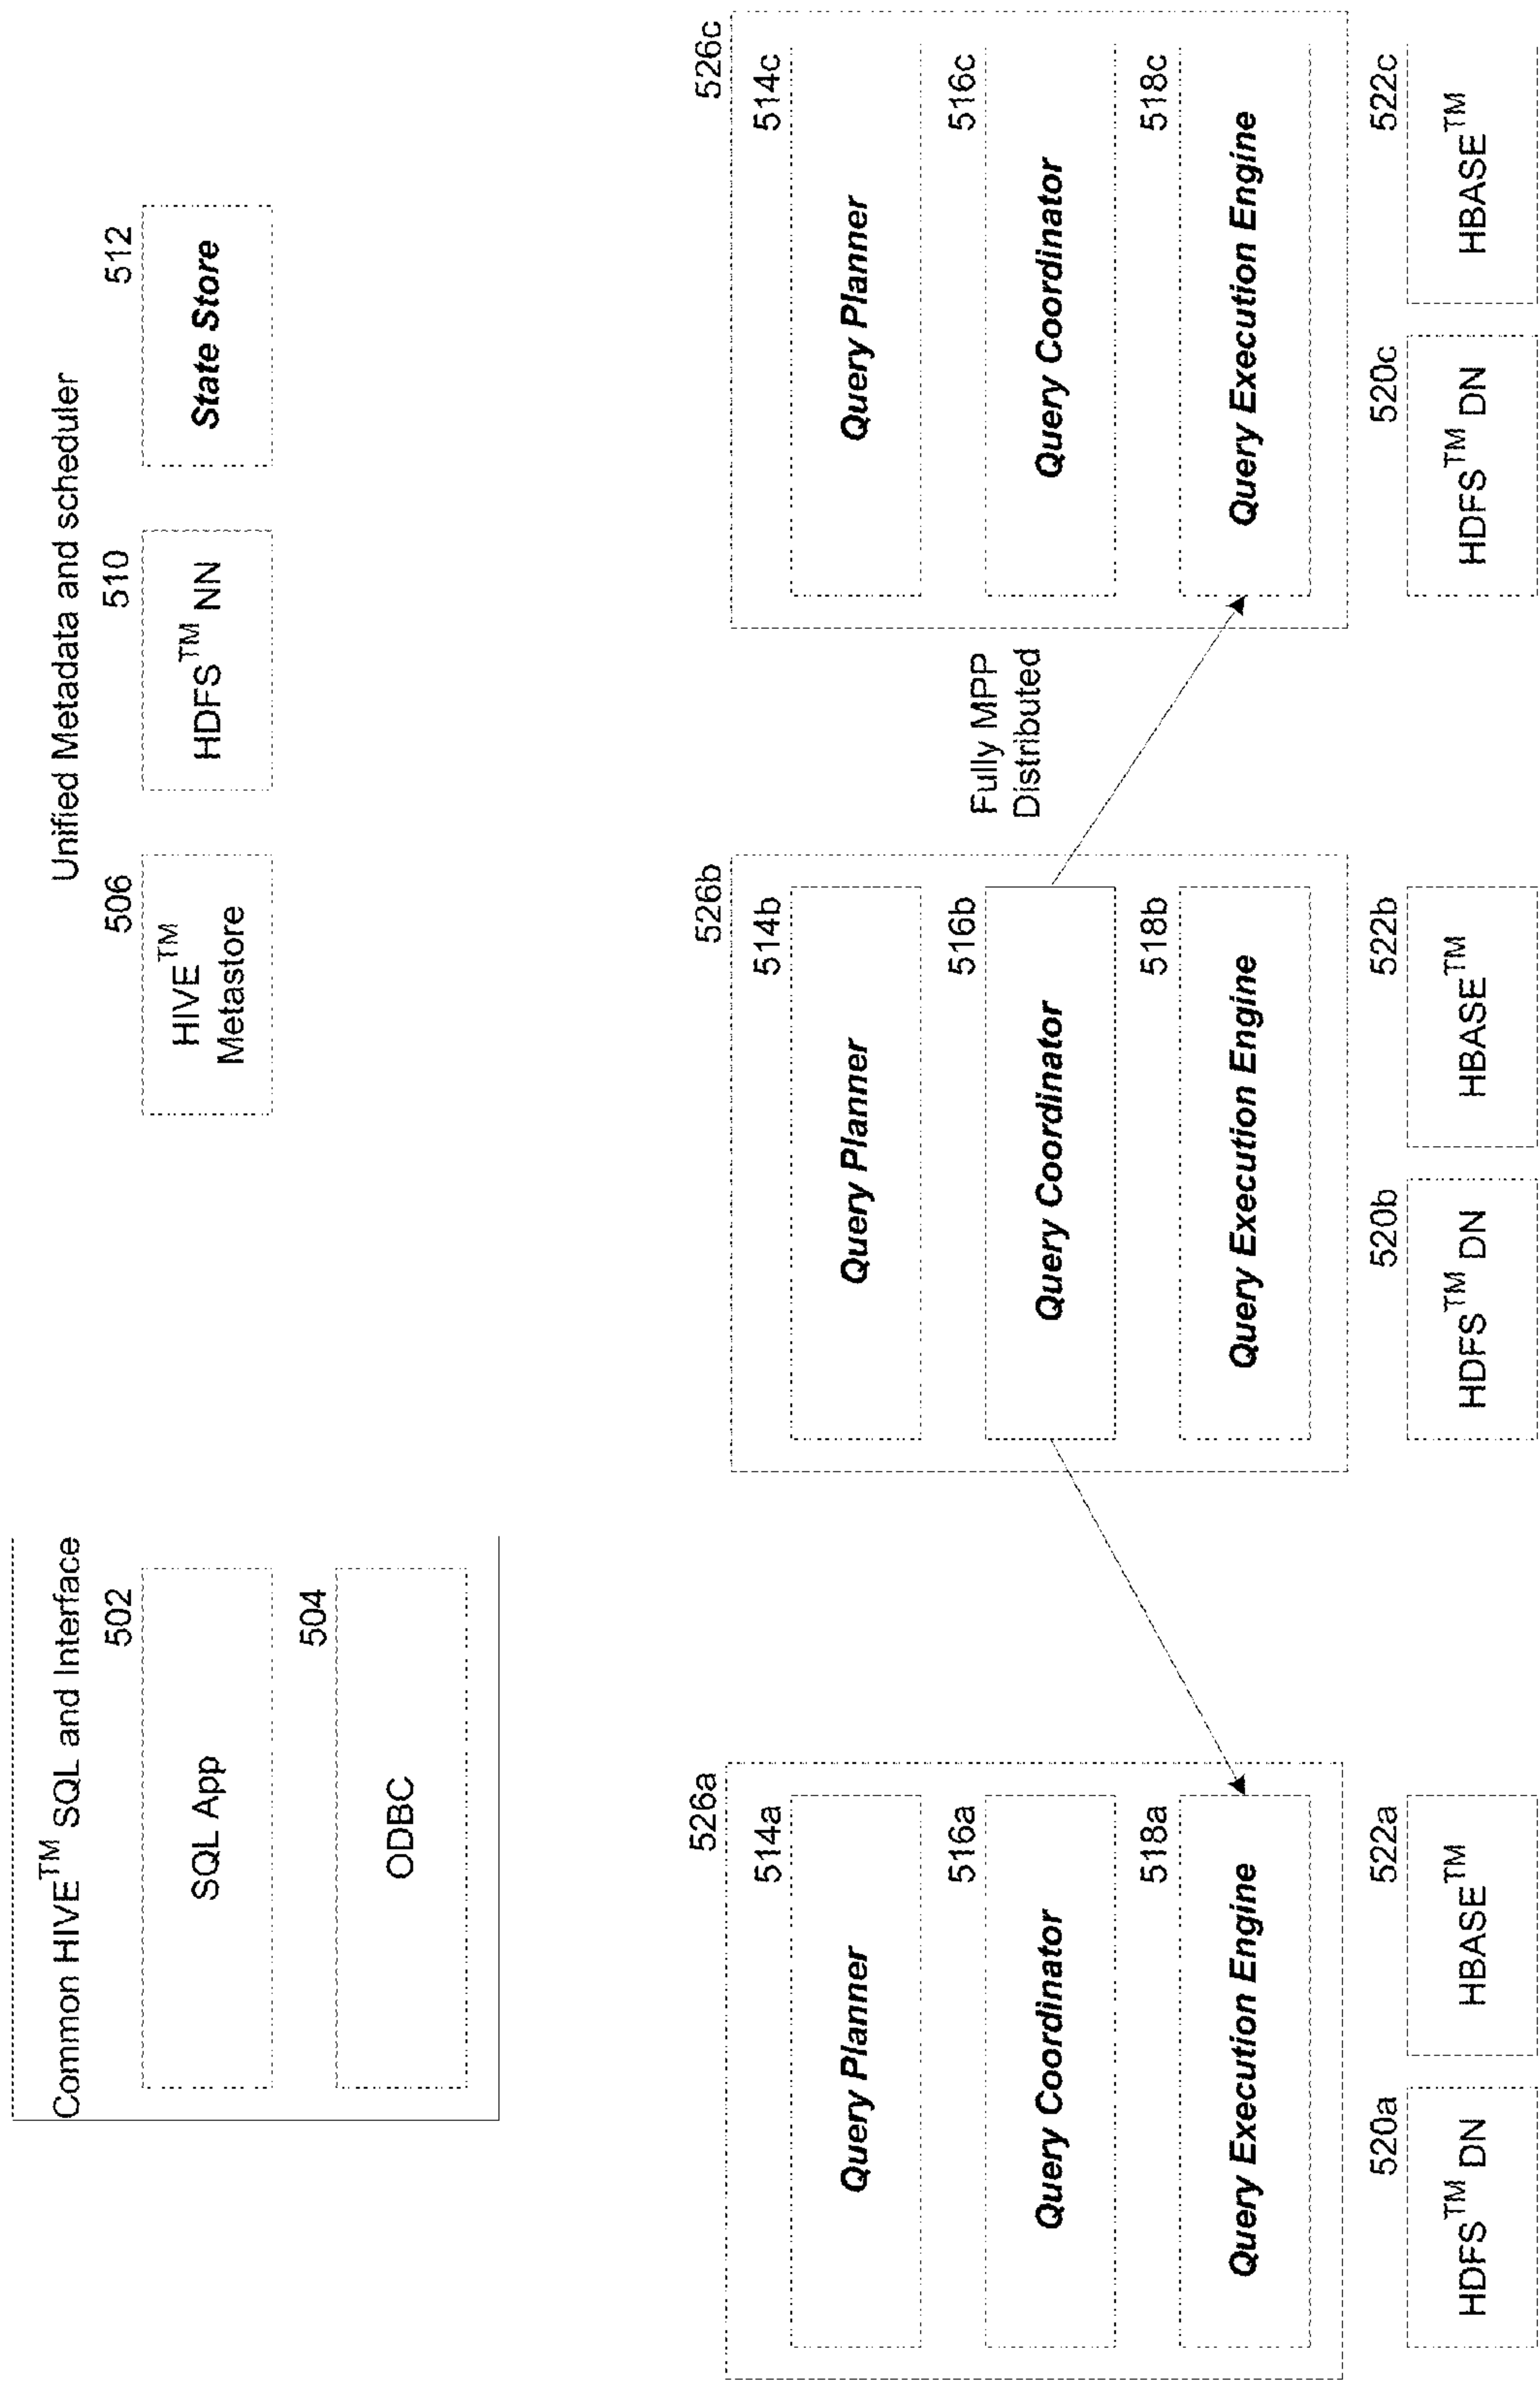 Common HIVE™ SQL and Interface
502
SQL App
504
ODBC
Unified Metadata and scheduler
506
HIVE™
Metastore
510
HDFS™ NN
512
State Store
526a
514a
Query Planner
516a
Query Coordinator
518a
Query Execution Engine
520a
HDFS™ DN
522a
HBASE™
526b
514b
Query Planner
516b
Query Coordinator
518b
Query Execution Engine
520b
HDFS™ DN
522b
HBASE™
Fully MPP
Distributed
526c
514c
Query Planner
516c
Query Coordinator
518c
Query Execution Engine
520c
HDFS™ DN
522c
HBASE™